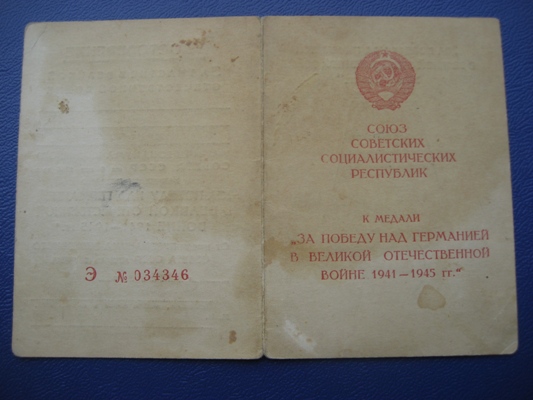 Э № 034346
СОЮЗ
СОВЕТСКИХ
СОЦИАЛИСТИЧЕСКИХ
РЕСПУБЛИК
К МЕДАЛИ
„ЗА ПОБЕДУ НАД ГЕРМАНИЕЙ
В ВЕЛИКОЙ ОТЕЧЕСТВЕННОЙ
ВОЙНЕ 1941—1945 гг.“